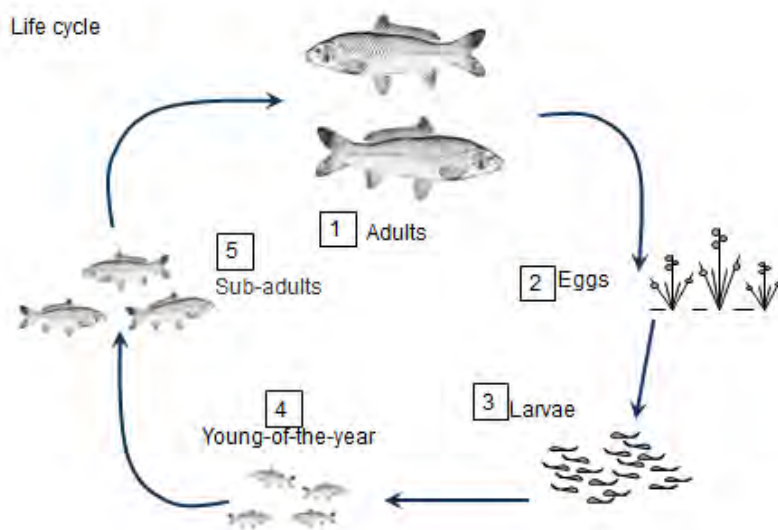 Life cycle
1 Adults
2 Eggs
3 Larvae
4
Young-of-the-year
5
Sub-adults